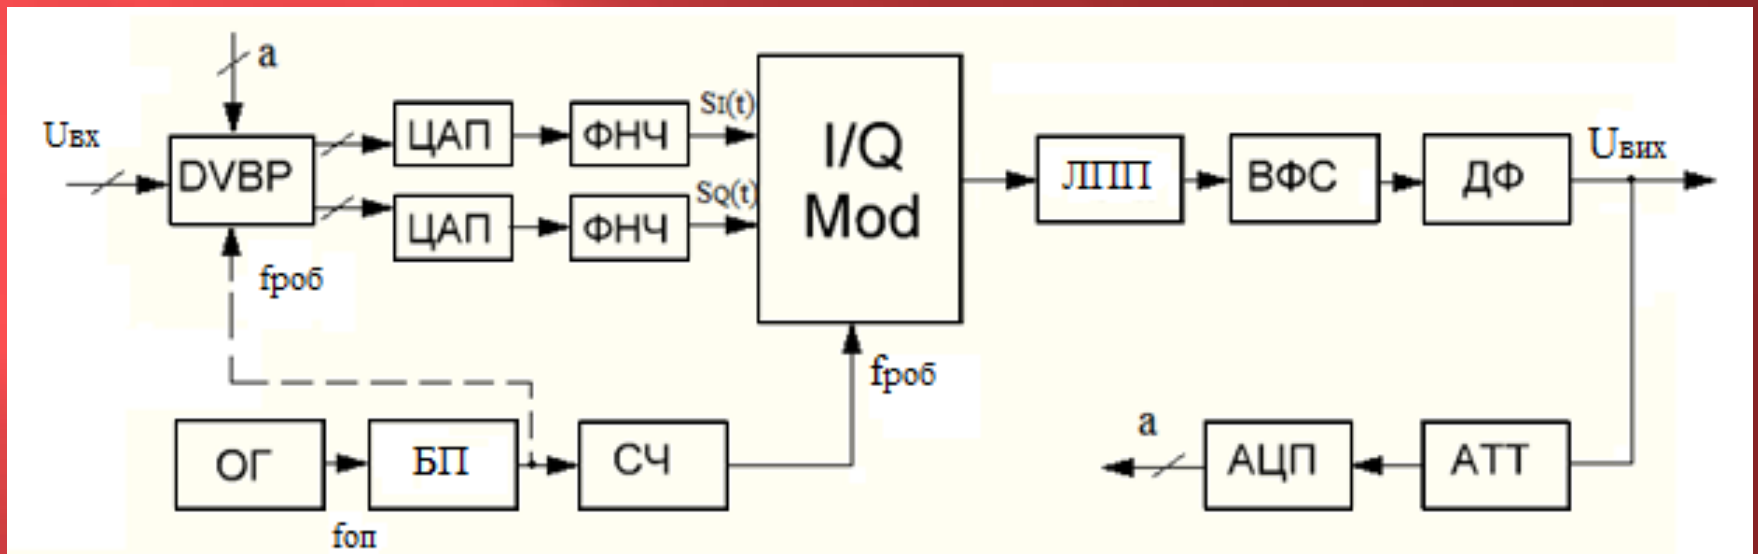 a
Uвх
DVBP
ЦАП
ФНЧ
SI(t)
ЦАП
ФНЧ
SQ(t)
I/Q
Mod
ЛПП
ВФС
ДФ
Uвих
fроб
fроб
ОГ
БП
СЧ
fоп
a
АЦП
АТТ